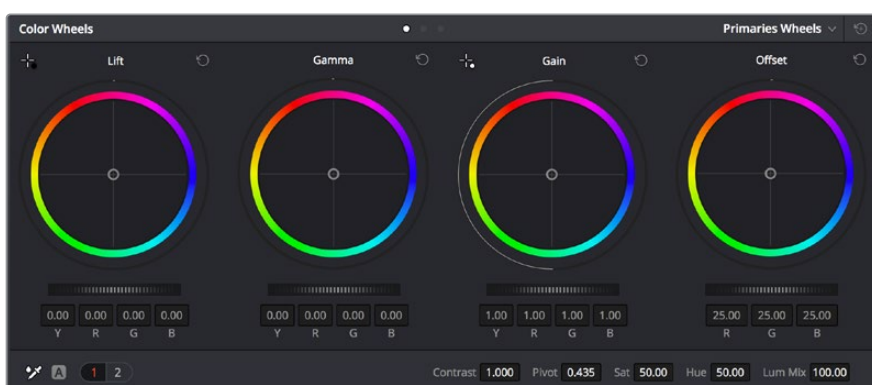 Color Wheels Primaries Wheels
Lift Gamma Gain Offset
0.00 0.00 0.00 0.00 0.00 0.00 0.00 0.00 1.00 1.00 1.00 1.00 25.00 25.00 25.00
Y R G B Y R G B Y R G B R G B
A 1 2 Contrast 1.000 Pivot 0.435 Sat 50.00 Hue 50.00 Lum Mix 100.00